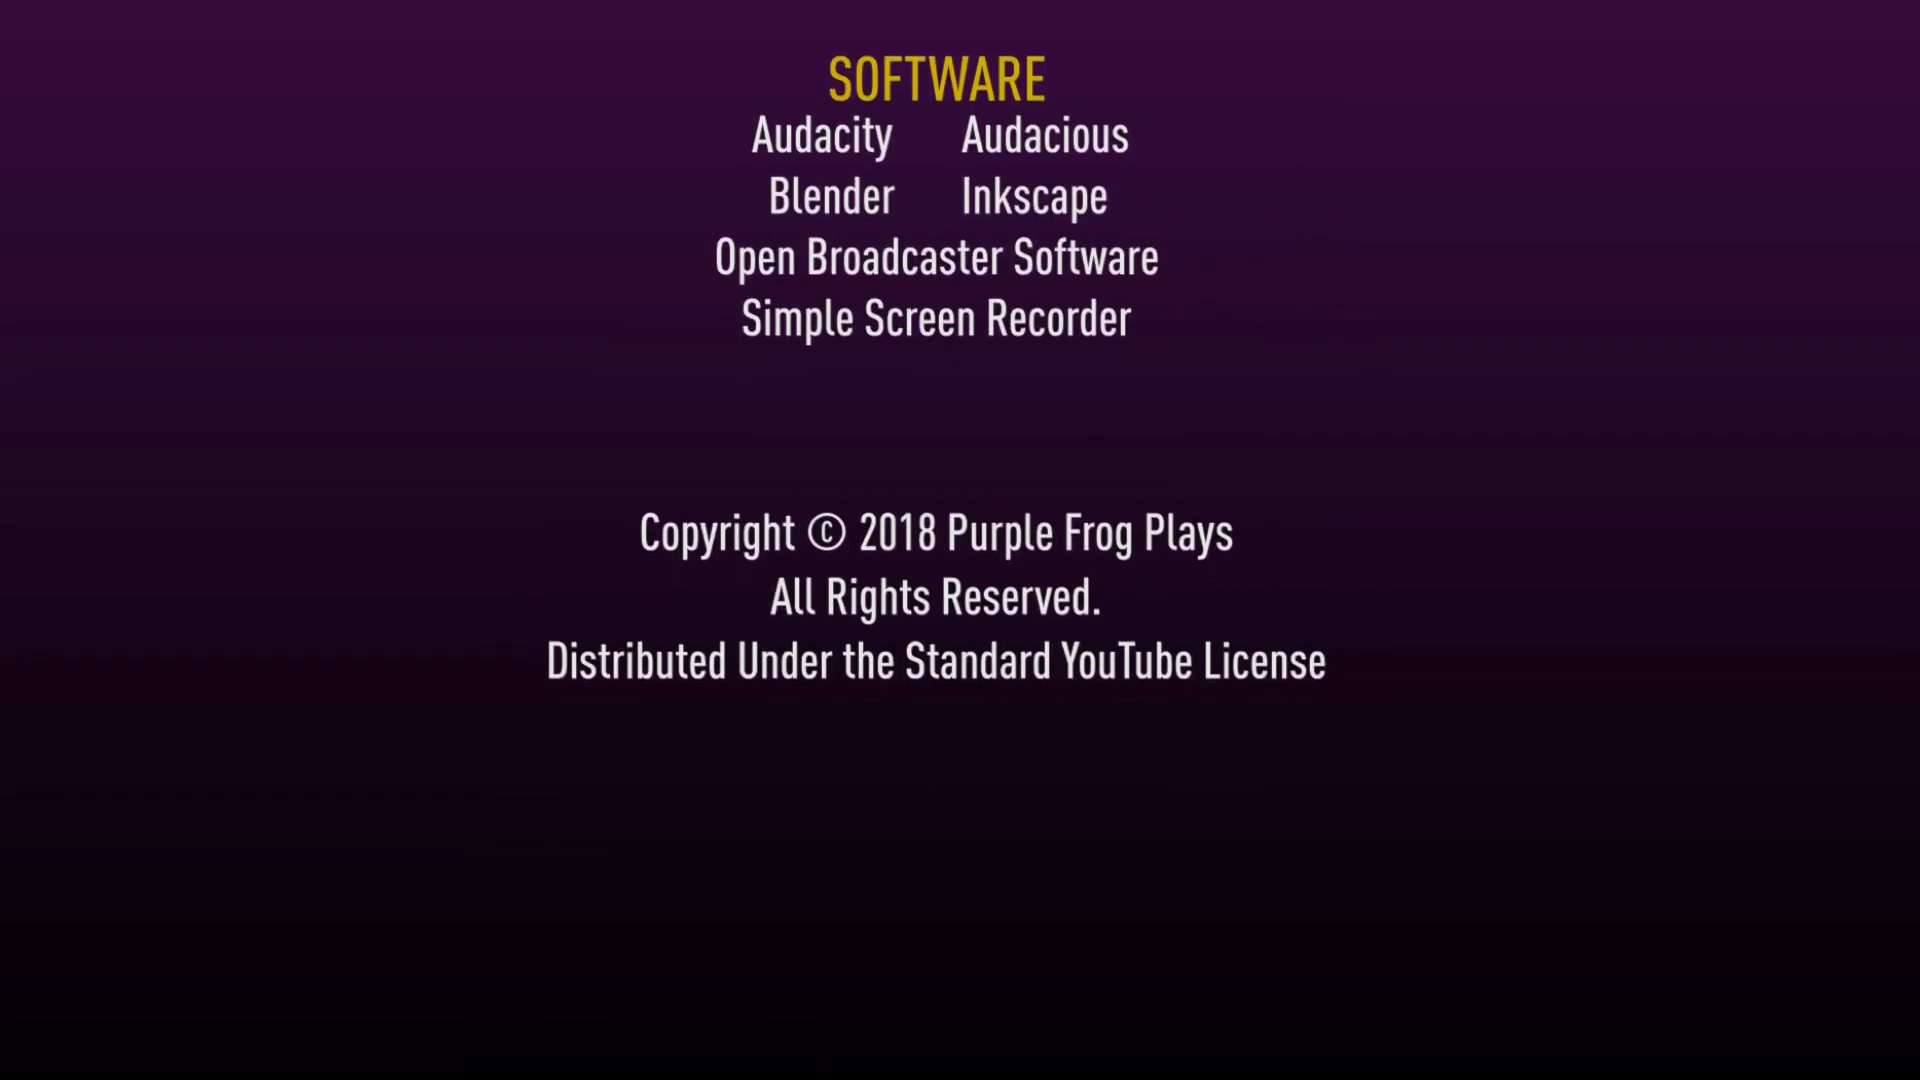 SOFTWARE
Audacity Audacious
Blender Inkscape
Open Broadcaster Software
Simple Screen Recorder
Copyright © 2018 Purple Frog Plays
All Rights Reserved.
Distributed Under the Standard YouTube License